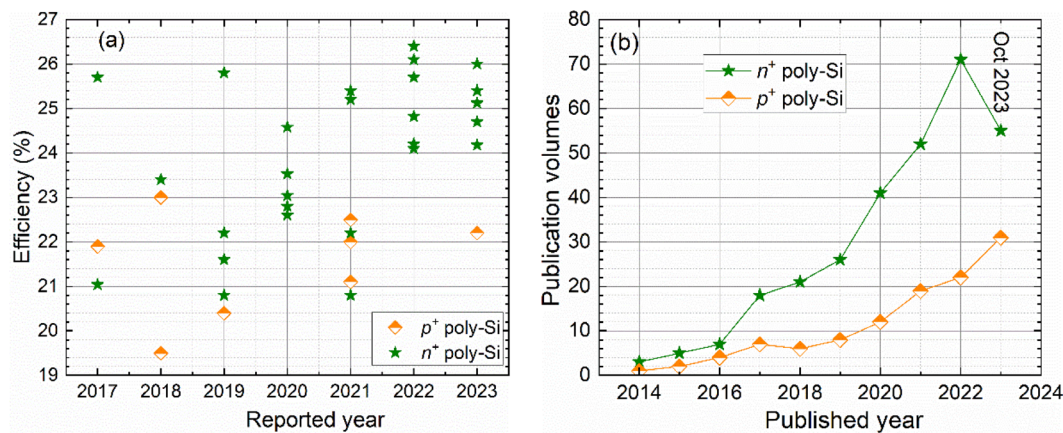 (a)
27
26
25
24
23
22
21
20
19
Efficiency (%)
2017 2018 2019 2020 2021 2022 2023
Reported year
p⁺ poly-Si
n⁺ poly-Si
(b)
80
70
60
50
40
30
20
10
0
Publication volumes
2014 2016 2018 2020 2022 2024
Published year
n⁺ poly-Si
p⁺ poly-Si
Oct 2023